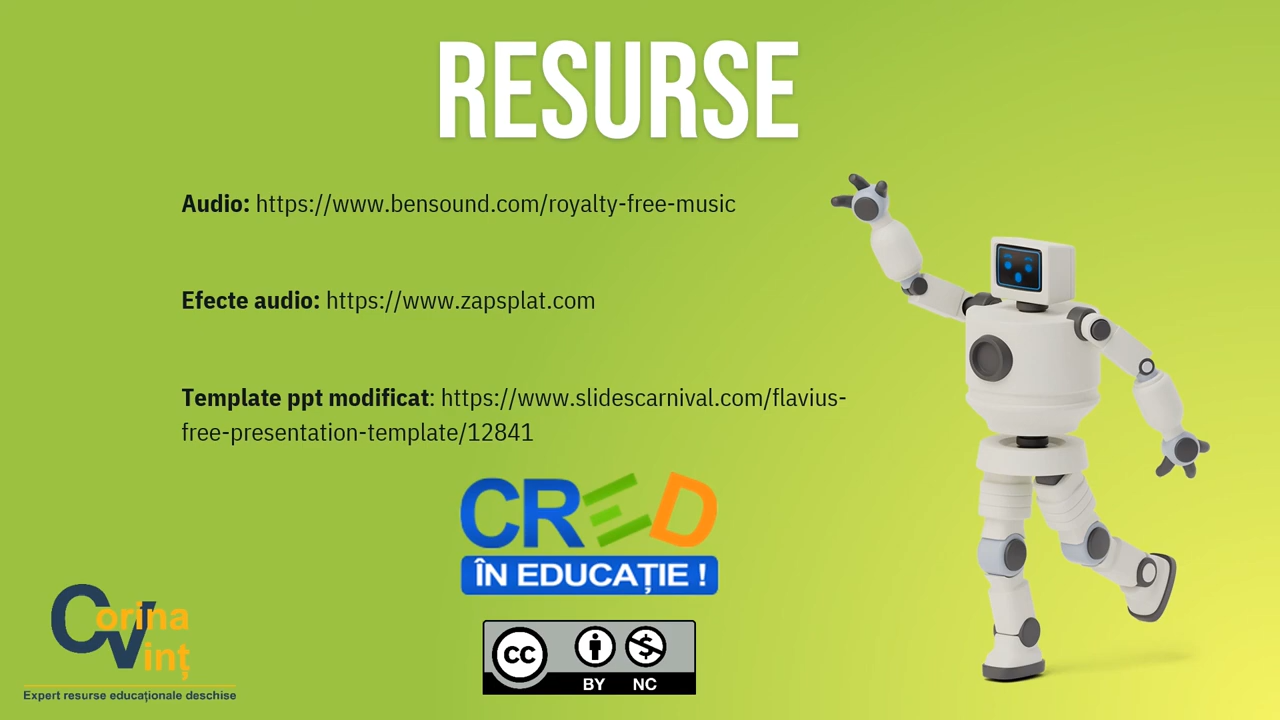 RESURSE
Audio: https://www.bensound.com/royalty-free-music
Efecte audio: https://www.zapsplat.com
Template ppt modificat: https://www.slidescarnival.com/flavius-
free-presentation-template/12841
CRED
ÎN EDUCAȚIE !
Corina
Vinț
Expert resurse educaționale deschise
CC
BY NC